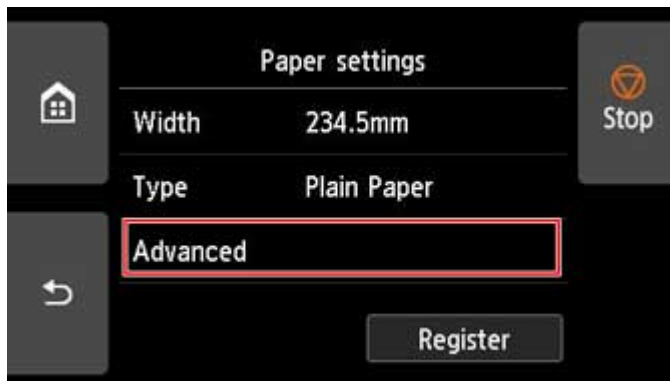 Paper settings
Stop
Width 234.5mm
Type Plain Paper
Advanced
Register